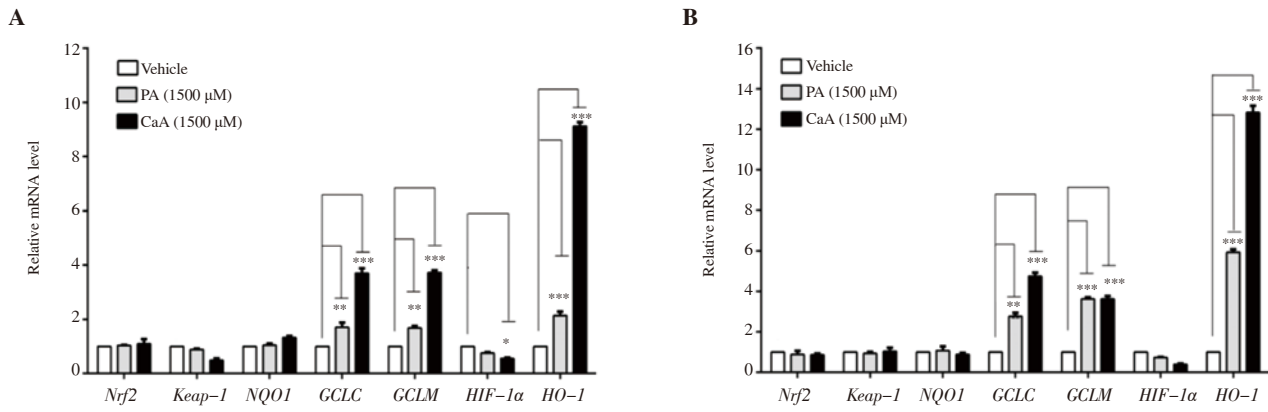 A
12
10
8
6
4
2
0
Relative mRNA level
Vehicle
PA (1500 μM)
CaA (1500 μM)
** *** ** *** * *** ***
Nrf2 Keap-1 NQO1 GCLC GCLM HIF-1α HO-1
B
16
14
12
10
8
6
4
2
0
Relative mRNA level
Vehicle
PA (1500 μM)
CaA (1500 μM)
** *** *** *** *** ***
Nrf2 Keap-1 NQO1 GCLC GCLM HIF-1α HO-1